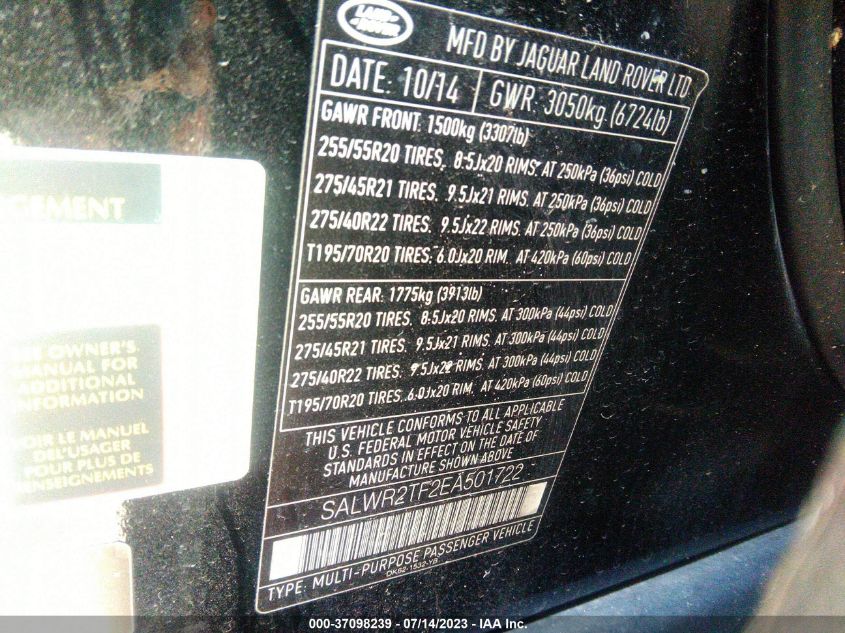 LAND
ROVER
MFD BY JAGUAR LAND ROVER LTD
DATE: 10/14
GWR: 3050kg (6724lb)
GAWR FRONT: 1500kg (3307lb)
255/55R20 TIRES, 8.5Jx20 RIMS. AT 250kPa (36psi) COLD
275/45R21 TIRES. 9.5Jx21 RIMS. AT 250kPa (36psi) COLD
275/40R22 TIRES. 9.5Jx22 RIMS. AT 250kPa (36psi) COLD
T195/70R20 TIRES. 6.0Jx20 RIM. AT 420kPa (60psi) COLD
GAWR REAR: 1775kg (3913lb)
255/55R20 TIRES. 8.5Jx20 RIMS. AT 300kPa (44psi) COLD
275/45R21 TIRES. 9.5Jx21 RIMS. AT 300kPa (44psi) COLD
275/40R22 TIRES. 9.5Jx22 RIMS. AT 300kPa (44psi) COLD
T195/70R20 TIRES. 6.0Jx20 RIM. AT 420kPa (60psi) COLD
THIS VEHICLE CONFORMS TO ALL APPLICABLE
U.S. FEDERAL MOTOR VEHICLE SAFETY
STANDARDS IN EFFECT ON THE DATE OF
MANUFACTURE SHOWN ABOVE
SALWR2TF2EA501722
TYPE: MULTI-PURPOSE PASSENGER VEHICLE
DK52-1532-YB
GEMENT
EE OWNER'S
MANUAL FOR
ADDITIONAL
INFORMATION
OIR LE MANUEL
DEL'USAGER
POUR PLUS DE
ENSEIGNEMENTS
000-37098239 - 07/14/2023 - IAA Inc.